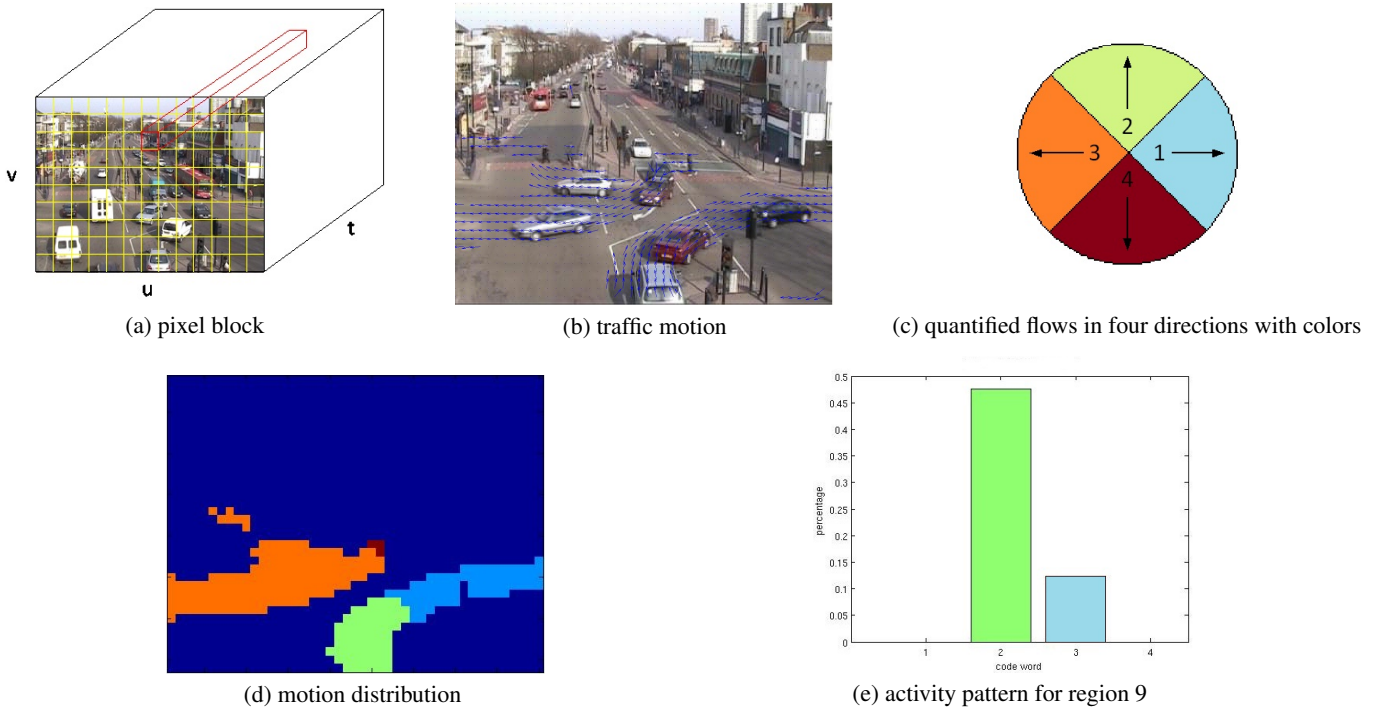 v
t
u
(a) pixel block
(b) traffic motion
2
3
1
4
(c) quantified flows in four directions with colors
(d) motion distribution
0.5
0.45
0.4
0.35
0.3
0.25
0.2
0.15
0.1
0.05
0
percentage
1 2 3 4
code word
(e) activity pattern for region 9